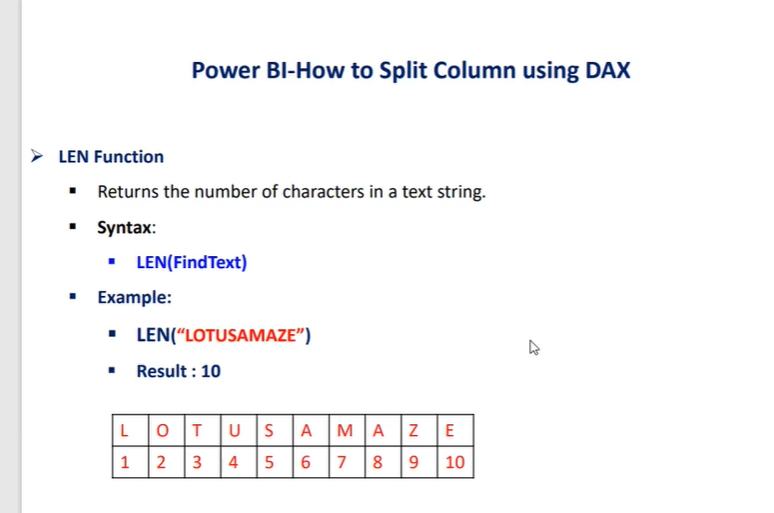 Power BI-How to Split Column using DAX
LEN Function
Returns the number of characters in a text string.
Syntax:
LEN(FindText)
Example:
LEN(“LOTUSAMAZE”)
Result : 10
L O T U S A M A Z E
1 2 3 4 5 6 7 8 9 10